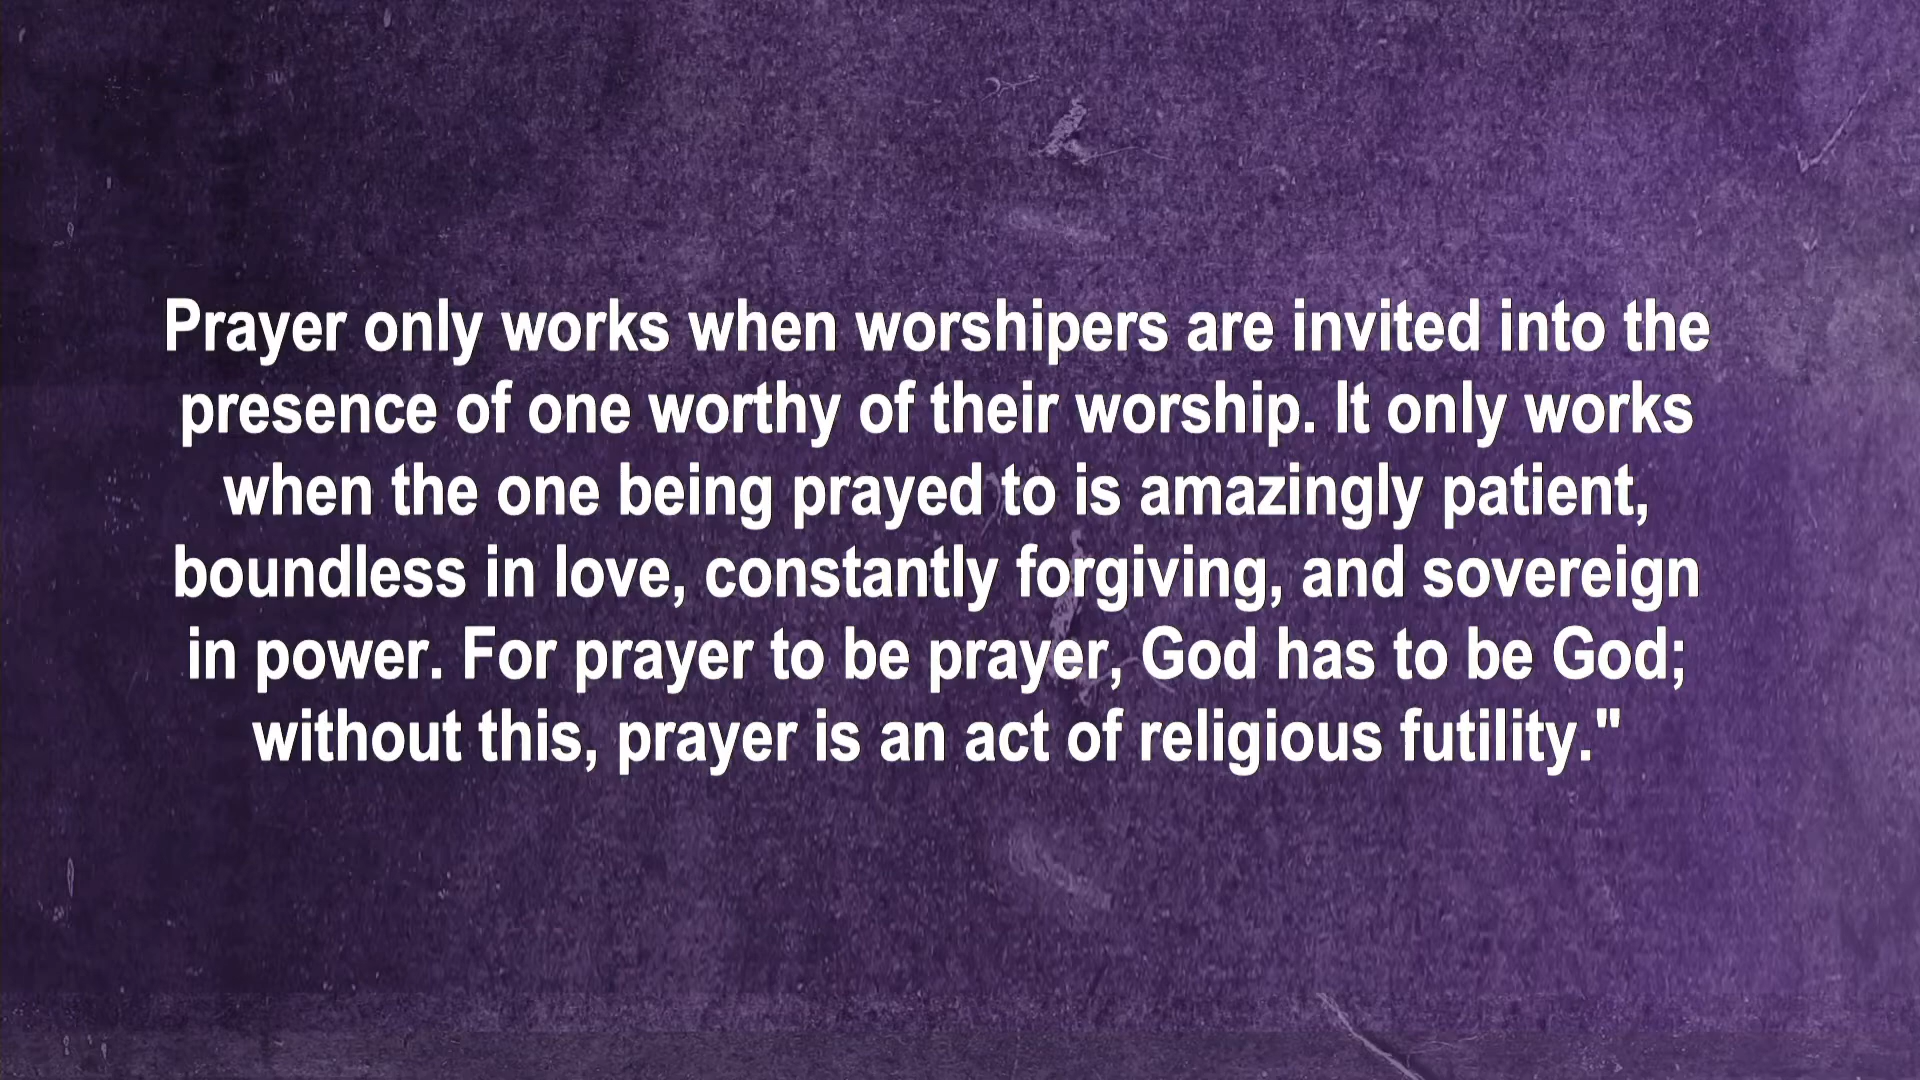 Prayer only works when worshipers are invited into the
presence of one worthy of their worship. It only works
when the one being prayed to is amazingly patient,
boundless in love, constantly forgiving, and sovereign
in power. For prayer to be prayer, God has to be God;
without this, prayer is an act of religious futility."